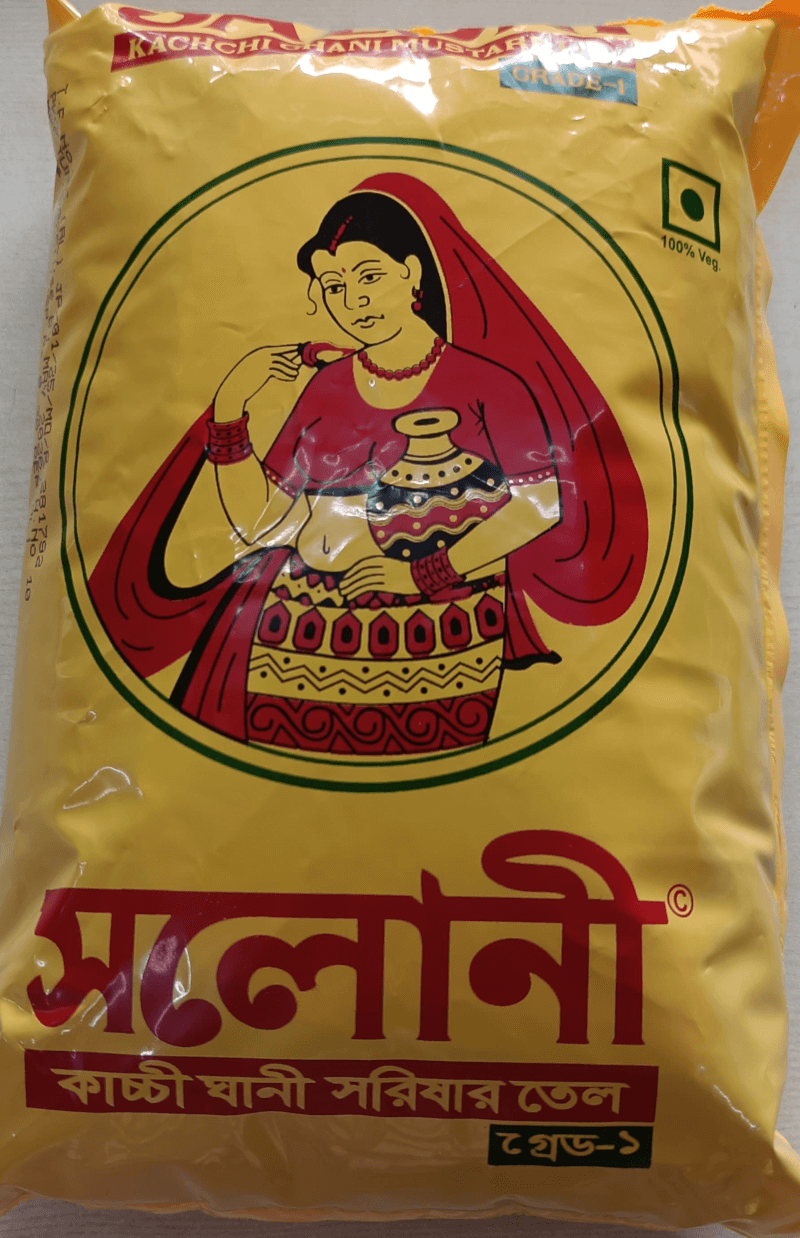 KACHCHI GHANI MUSTARD
GRADE-1
100% Veg.
সলোনী ©
কাচ্চী ঘানী সরিষার তেল
গ্রেড-১